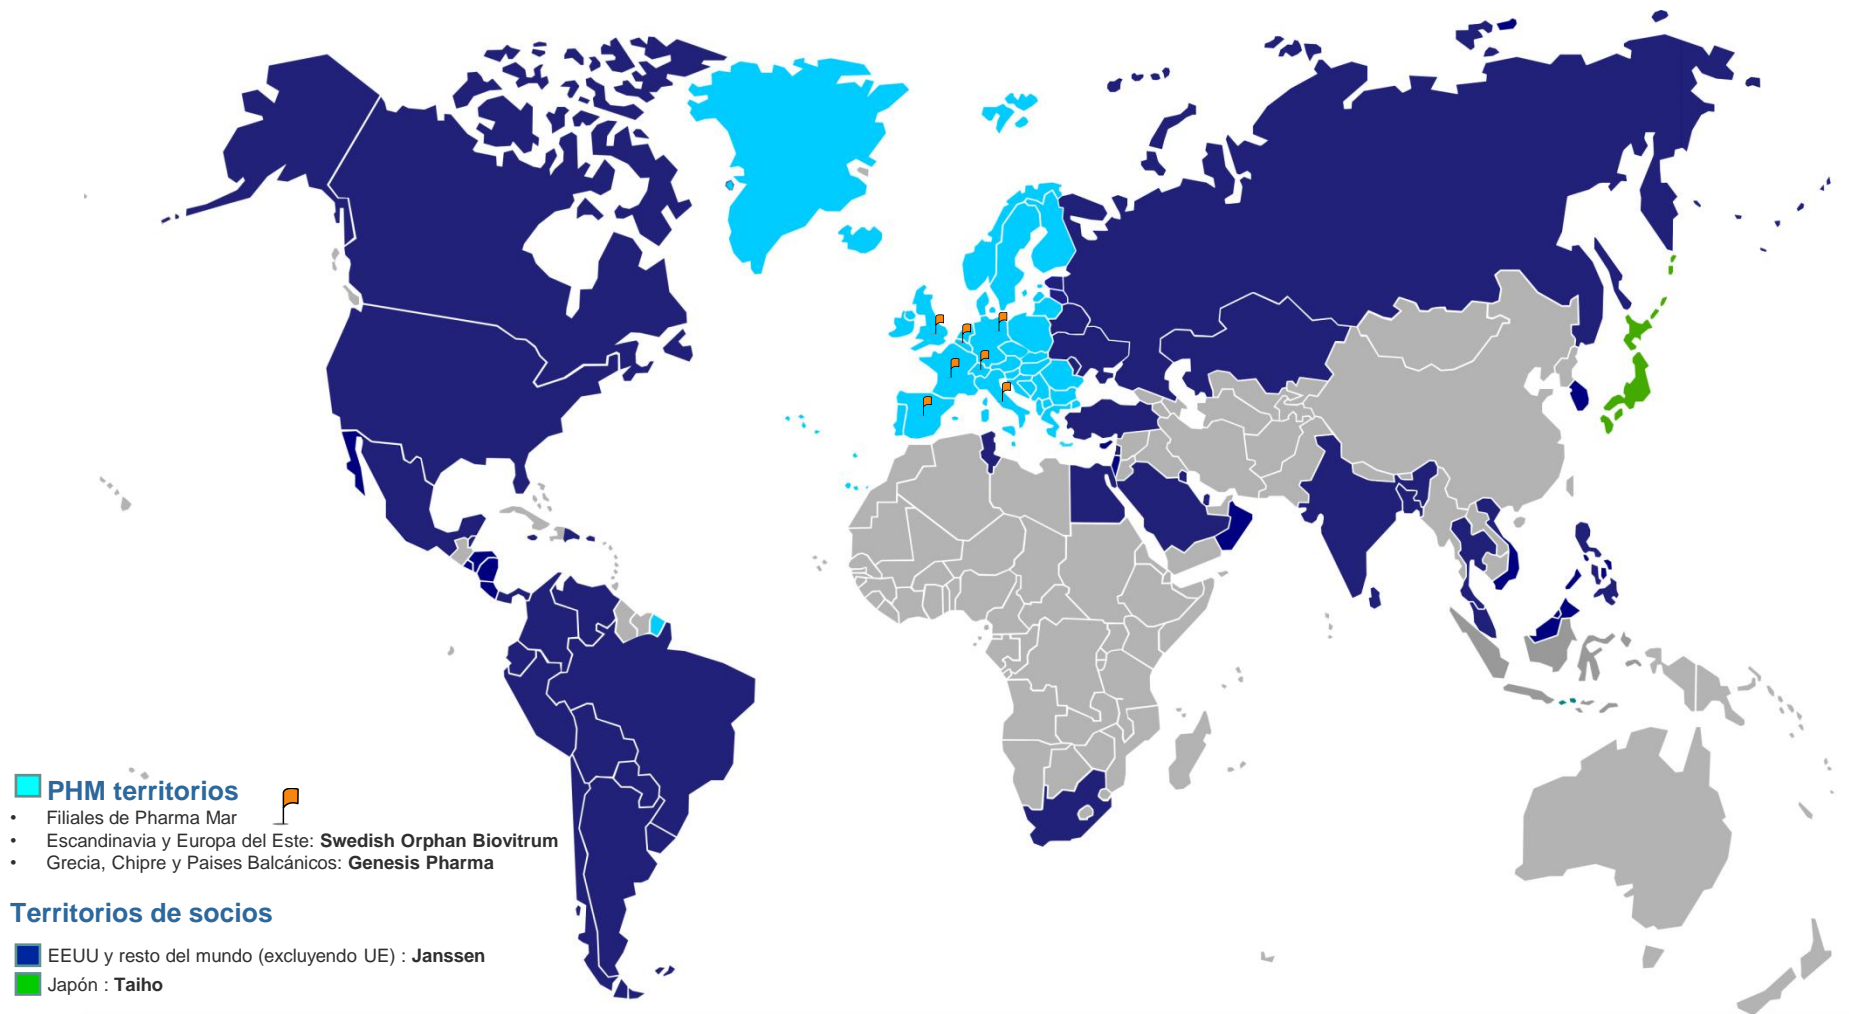 PHM territorios
• Filiales de Pharma Mar
• Escandinavia y Europa del Este: Swedish Orphan Biovitrum
• Grecia, Chipre y Paises Balcánicos: Genesis Pharma
Territorios de socios
EEUU y resto del mundo (excluyendo UE) : Janssen
Japón : Taiho